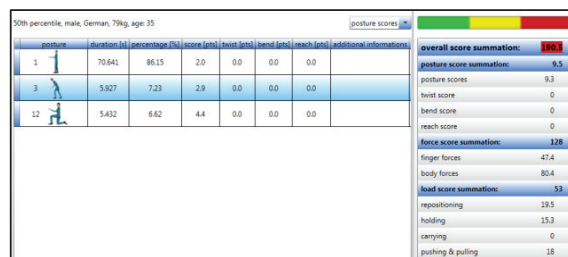 50th percentile, male, German, 79kg, age: 35
posture scores
posture duration [s] percentage [%] score [pts] twist [pts] bend [pts] reach [pts] additional informations
1 70.641 86.15 2.0 0.0 0.0 0.0
3 5.927 7.23 2.9 0.0 0.0 0.0
12 5.432 6.62 4.4 0.0 0.0 0.0
overall score summation: 190.5
posture score summation: 9.5
posture scores 9.3
twist score 0
bend score 0
reach score 0
force score summation: 128
finger forces 47.4
body forces 80.4
load score summation: 53
repositioning 19.5
holding 15.3
carrying 0
pushing & pulling 18